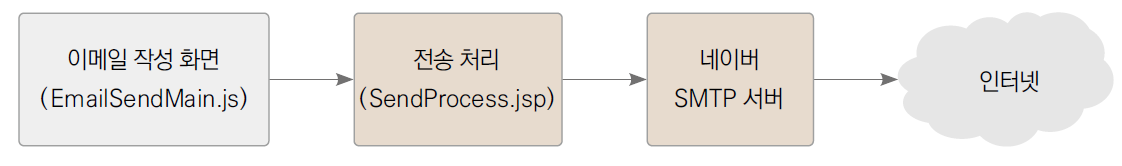 이메일 작성 화면
(EmailSendMain.js)
전송 처리
(SendProcess.jsp)
네이버
SMTP 서버
인터넷